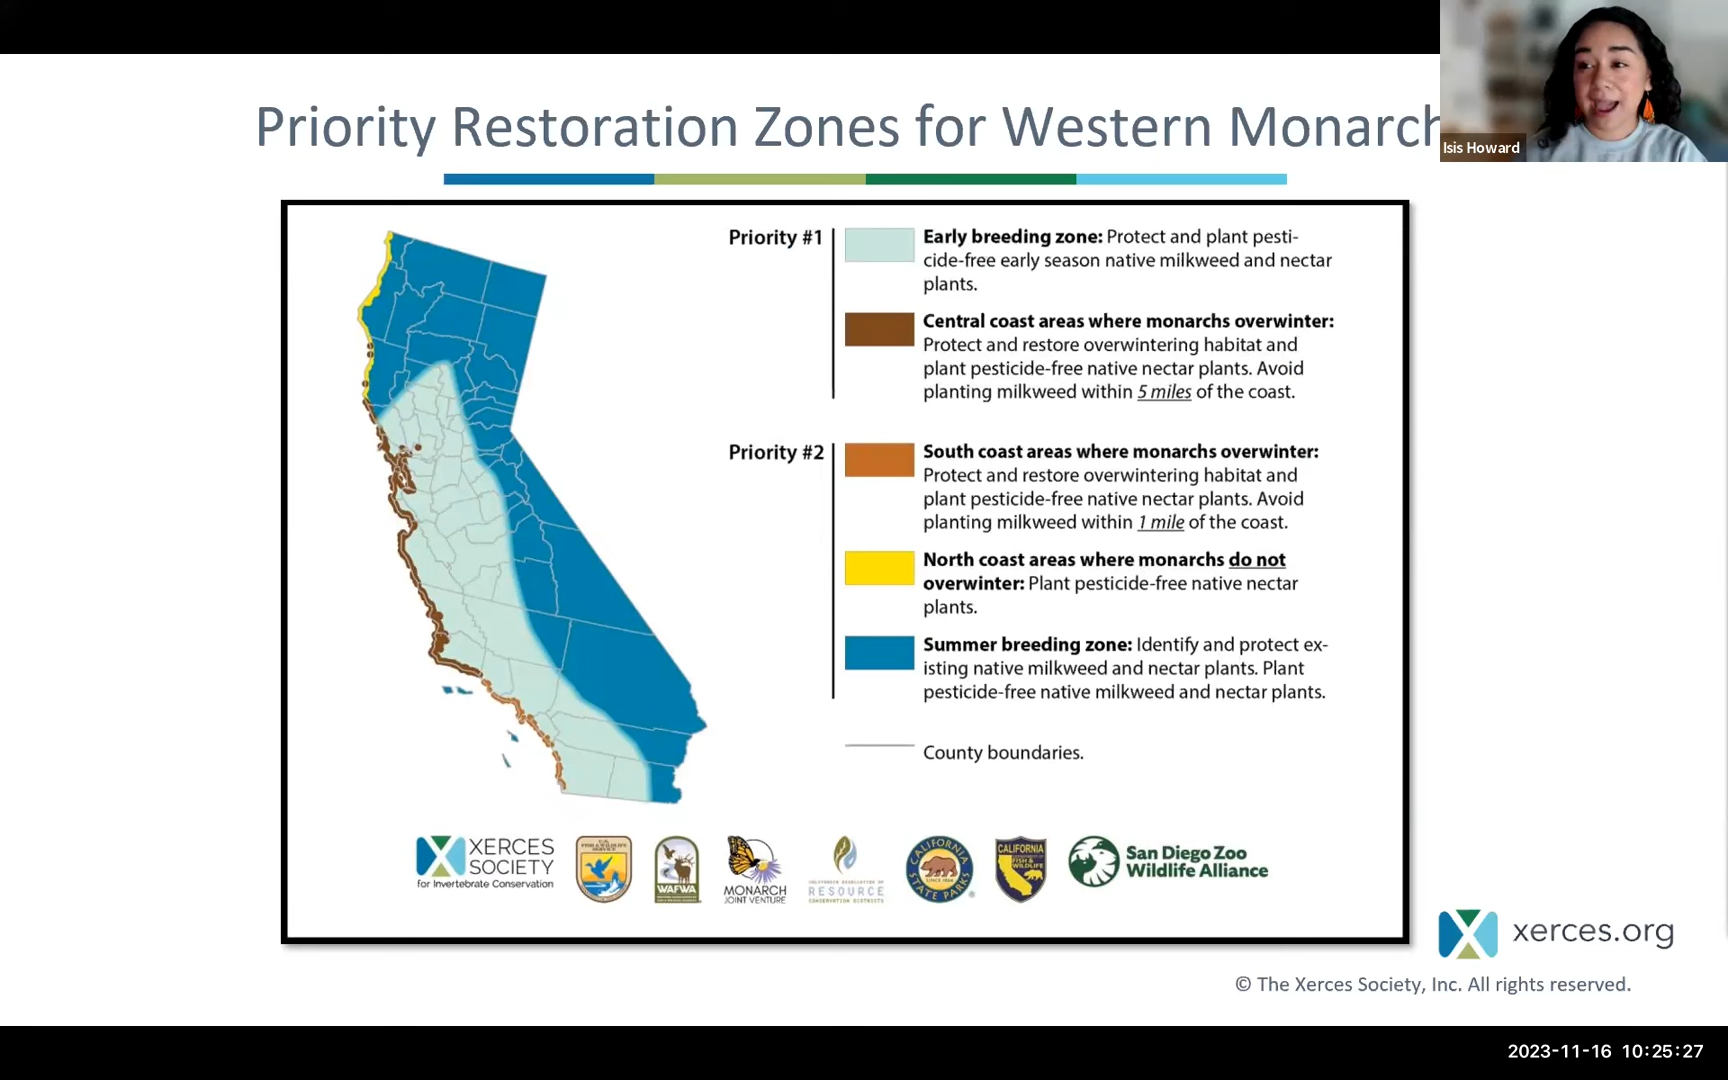 Isis Howard
Priority Restoration Zones for Western Monarch
Priority #1
Early breeding zone: Protect and plant pesti-
cide-free early season native milkweed and nectar
plants.
Central coast areas where monarchs overwinter:
Protect and restore overwintering habitat and
plant pesticide-free native nectar plants. Avoid
planting milkweed within 5 miles of the coast.
Priority #2
South coast areas where monarchs overwinter:
Protect and restore overwintering habitat and
plant pesticide-free native nectar plants. Avoid
planting milkweed within 1 mile of the coast.
North coast areas where monarchs do not
overwinter: Plant pesticide-free native nectar
plants.
Summer breeding zone: Identify and protect ex-
isting native milkweed and nectar plants. Plant
pesticide-free native milkweed and nectar plants.
County boundaries.
XERCES
SOCIETY
for Invertebrate Conservation
U.S.
FISH & WILDLIFE
SERVICE
WAFWA
MONARCH
JOINT VENTURE
CALIFORNIA ASSOCIATION OF
RESOURCE
CONSERVATION DISTRICTS
CALIFORNIA
STATE PARKS
SINCE 1864
CALIFORNIA
FISH &
WILDLIFE
San Diego Zoo
Wildlife Alliance
xerces.org
© The Xerces Society, Inc. All rights reserved.
2023-11-16 10:25:27